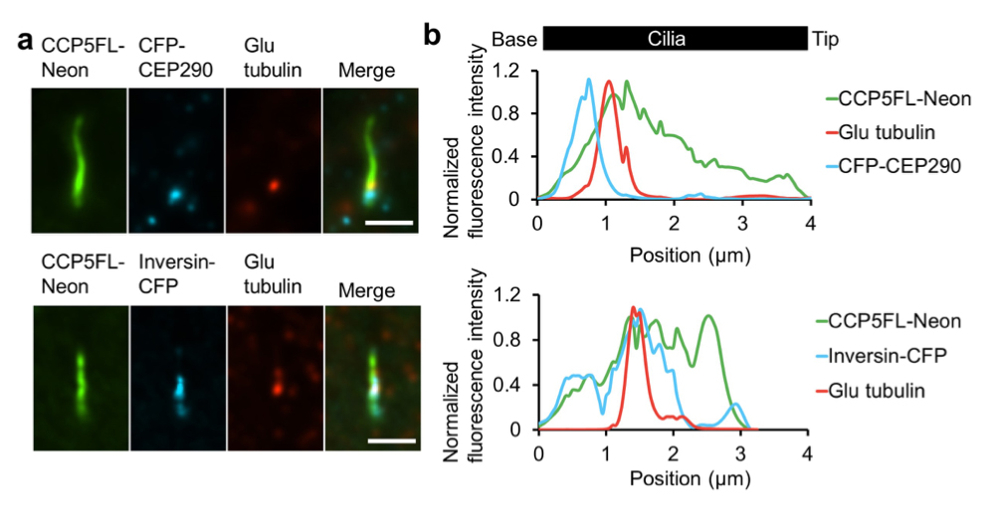 a
CCP5FL-
Neon
CFP-
CEP290
Glu
tubulin
Merge
CCP5FL-
Neon
Inversin-
CFP
Glu
tubulin
Merge
b
Base
Cilia
Tip
Normalized
fluorescence intensity
1.2
0.8
0.4
0
0 1 2 3 4
Position (μm)
CCP5FL-Neon
Glu tubulin
CFP-CEP290
Normalized
fluorescence intensity
1.2
0.8
0.4
0
0 1 2 3 4
Position (μm)
CCP5FL-Neon
Inversin-CFP
Glu tubulin